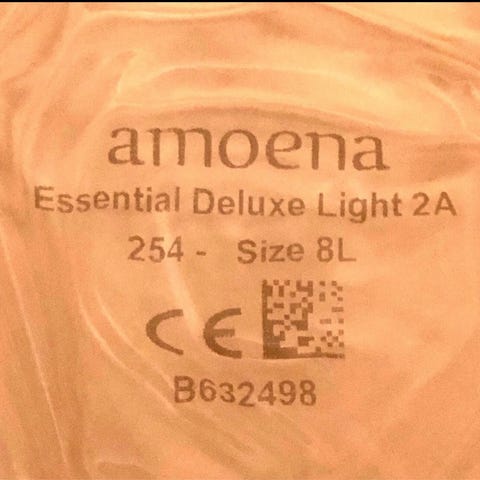 amoena
Essential Deluxe Light 2A
254 - Size 8L
CE
B632498